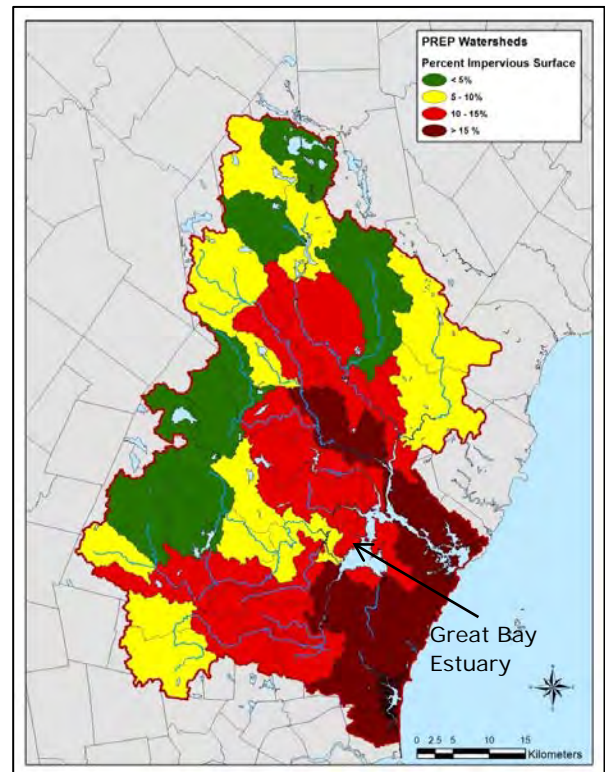 PREP Watersheds
Percent Impervious Surface
< 5%
5 - 10%
10 - 15%
> 15 %
Great Bay
Estuary
N
0 2.5 5 10 15
Kilometers